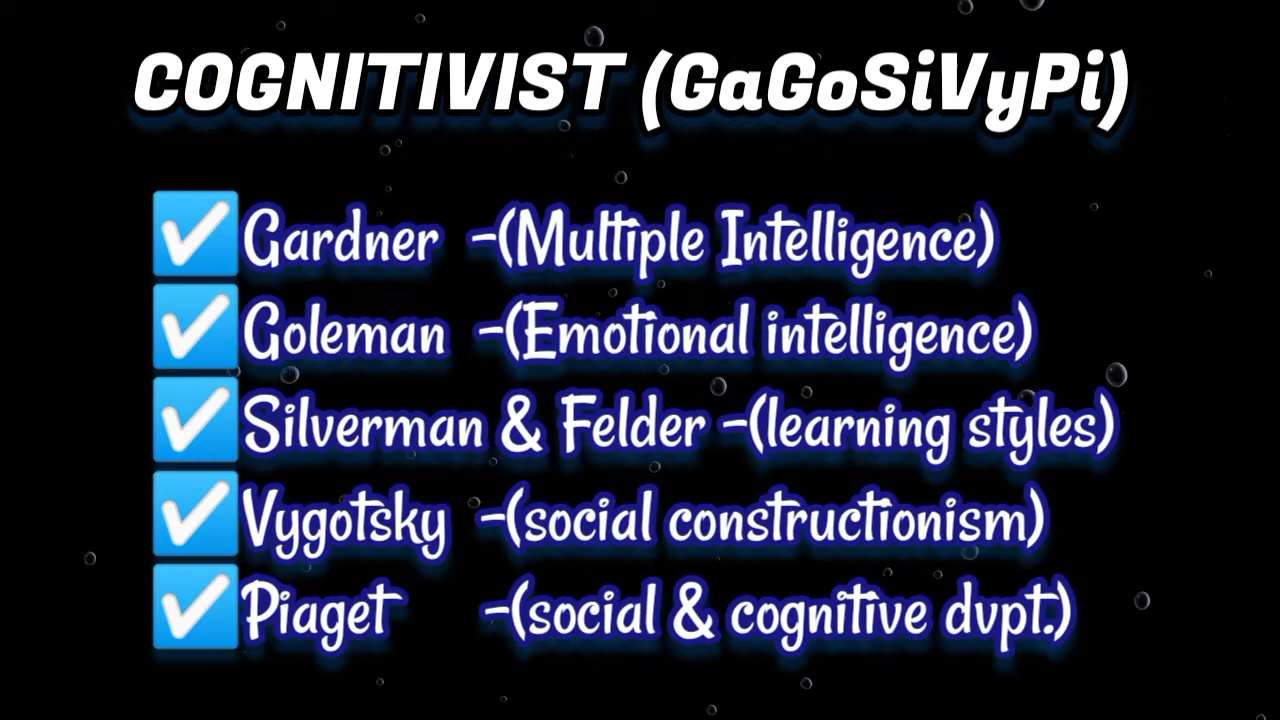 COGNITIVIST (GaGoSiVyPi)
✅Gardner -(Multiple Intelligence)
✅Goleman -(Emotional intelligence)
✅Silverman & Felder -(learning styles)
✅Vygotsky -(social constructionism)
✅Piaget -(social & cognitive dvpt.)